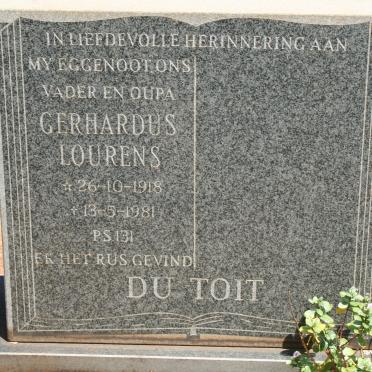 IN LIEFDEVOLLE HERINNERING AAN
MY EGGENOOT, ONS
VADER EN OUPA
GERHARDUS
LOURENS
☆ 26-10-1918
† 13-5-1981
PS 131
EK HET RUS GEVIND
DU TOIT